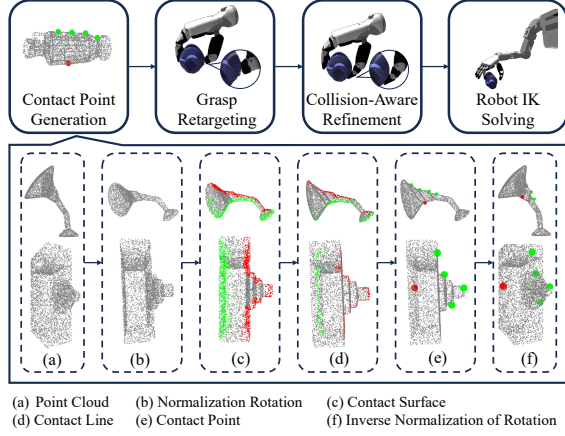 Contact Point
Generation
Grasp
Retargeting
Collision-Aware
Refinement
Robot IK
Solving
(a)
(b)
(c)
(d)
(e)
(f)
(a) Point Cloud
(b) Normalization Rotation
(c) Contact Surface
(d) Contact Line
(e) Contact Point
(f) Inverse Normalization of Rotation